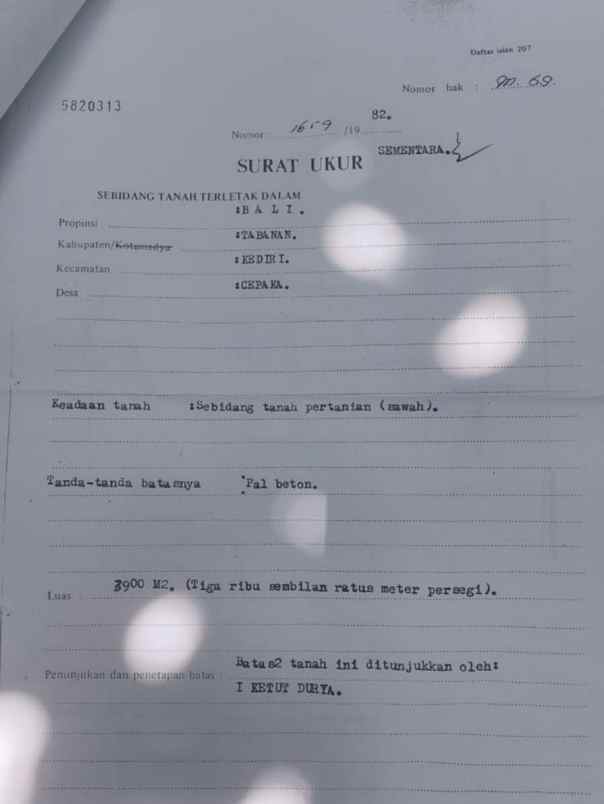 Daftar isian 207
Nomor hak : M. 69.
5820313
Nomor 1659 /19 82.
SEMENTARA.
SURAT UKUR
SEBIDANG TANAH TERLETAK DALAM
Propinsi :B A L I .
Kabupaten/Kotamadya :TABANAN.
Kecamatan :KEDIRI.
Desa :CEPAKA.
Keadaan tanah :Sebidang tanah pertanian (sawah).
Tanda-tanda batasnya : Pal beton.
Luas 3900 M2. (Tiga ribu sembilan ratus meter persegi).
Penunjukan dan penetapan batas : Batas2 tanah ini ditunjukkan oleh:
I KETUT DURYA.